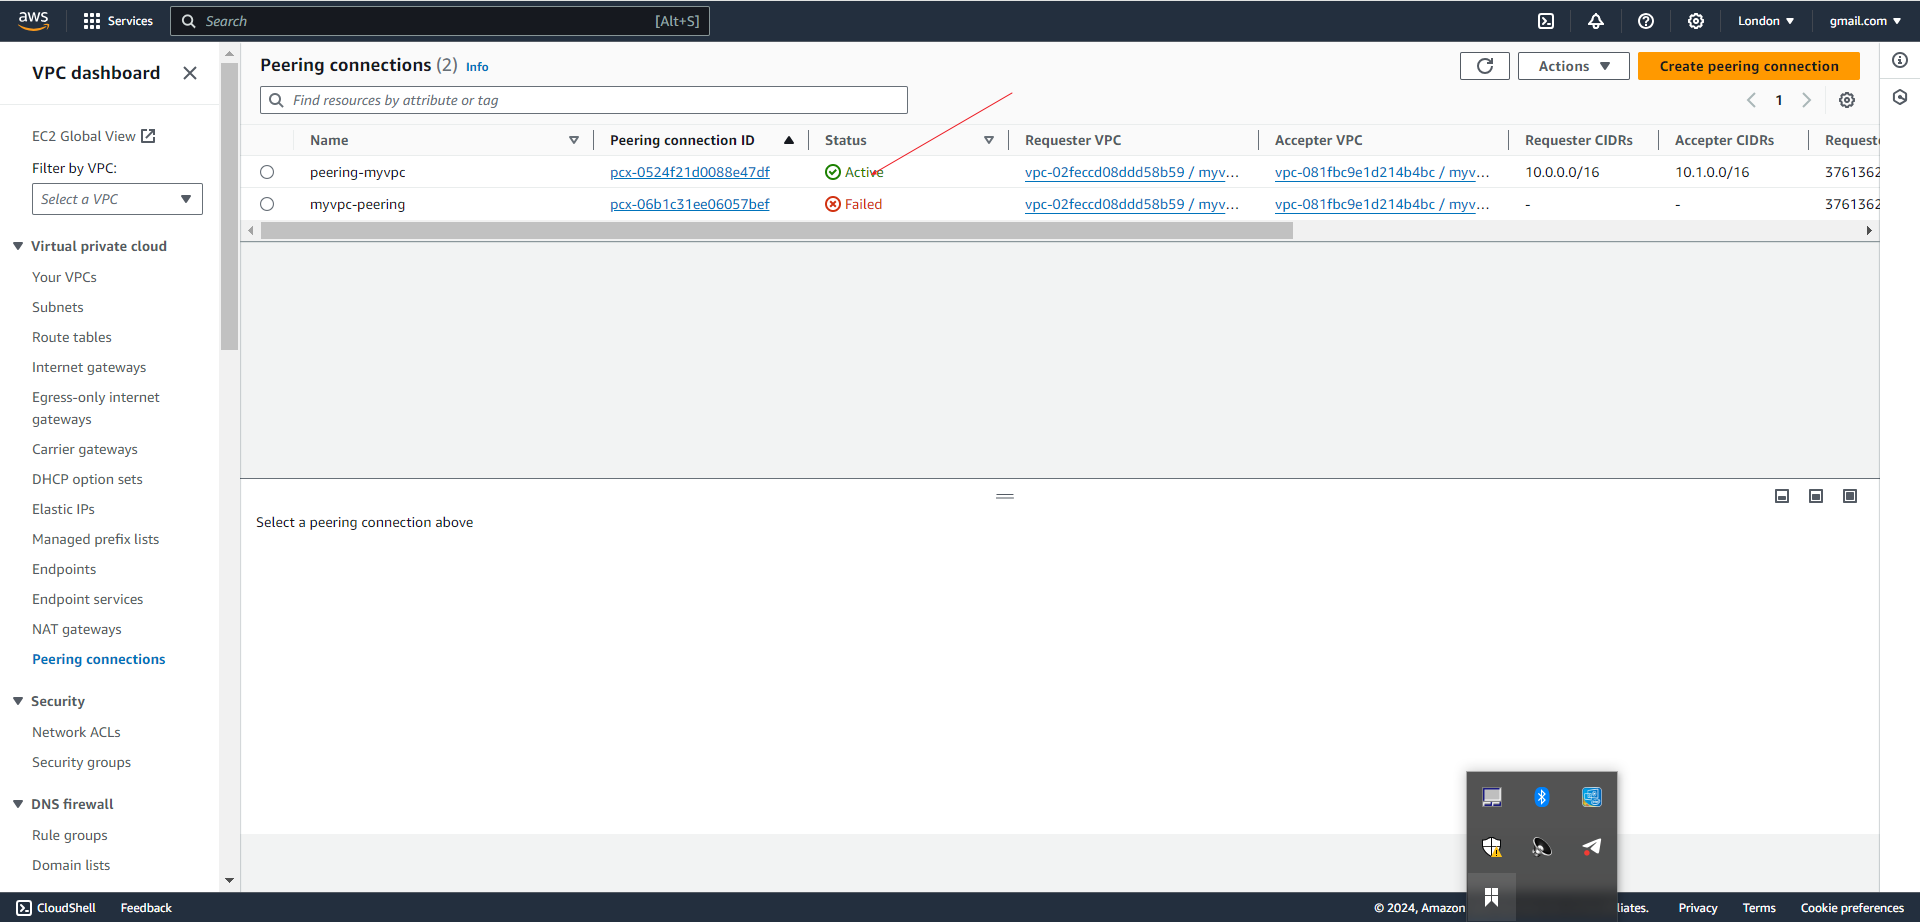 aws Services Search [Alt+S] London gmail.com
VPC dashboard
EC2 Global View
Filter by VPC:
Select a VPC
Virtual private cloud
Your VPCs
Subnets
Route tables
Internet gateways
Egress-only internet
gateways
Carrier gateways
DHCP option sets
Elastic IPs
Managed prefix lists
Endpoints
Endpoint services
NAT gateways
Peering connections
Security
Network ACLs
Security groups
DNS firewall
Rule groups
Domain lists
Peering connections (2) Info
Actions Create peering connection
Find resources by attribute or tag
1
Name Peering connection ID Status Requester VPC Accepter VPC Requester CIDRs Accepter CIDRs Requeste
peering-myvpc pcx-0524f21d0088e47df Active vpc-02feccd08ddd58b59 / myv... vpc-081fbc9e1d214b4bc / myv... 10.0.0.0/16 10.1.0.0/16 3761362
myvpc-peering pcx-06b1c31ee06057bef Failed vpc-02feccd08ddd58b59 / myv... vpc-081fbc9e1d214b4bc / myv... - - 3761362
Select a peering connection above
CloudShell Feedback © 2024, Amazon liates. Privacy Terms Cookie preferences